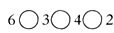 6 ◯ 3 ◯ 4 ◯ 2